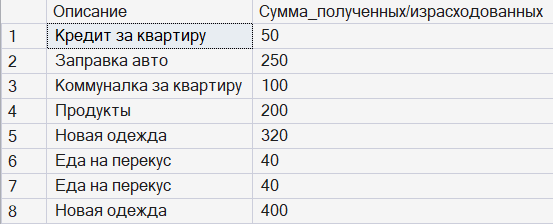 Описание Сумма_полученных/израсходованных
1 Кредит за квартиру 50
2 Заправка авто 250
3 Коммуналка за квартиру 100
4 Продукты 200
5 Новая одежда 320
6 Еда на перекус 40
7 Еда на перекус 40
8 Новая одежда 400